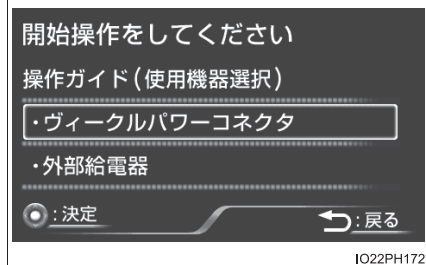 開始操作をしてください
操作ガイド(使用機器選択)
・ヴィークルパワーコネクタ
・外部給電器
:決定
:戻る
IO22PH172